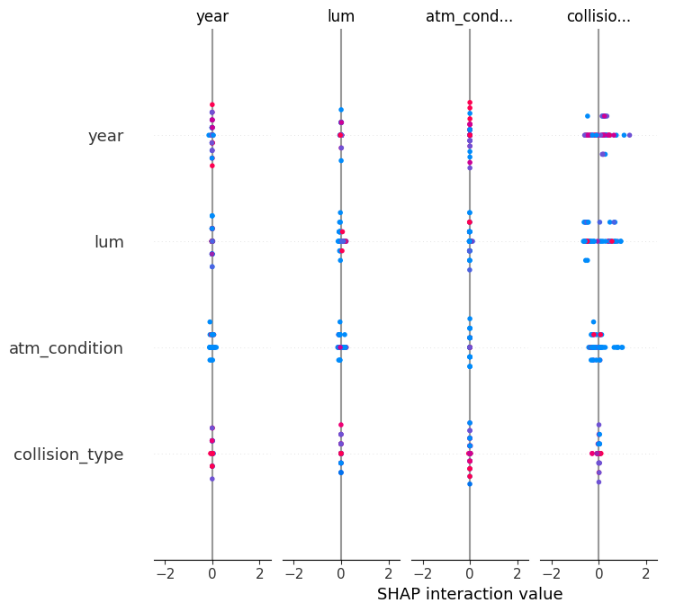 year lum atm_cond... collisio...
year
lum
atm_condition
collision_type
−2 0 2 −2 0 2 −2 0 2 −2 0 2
SHAP interaction value